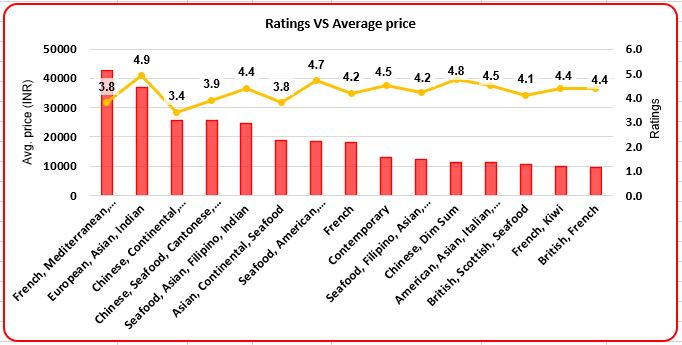 Ratings VS Average price
50000
40000
30000
20000
10000
0
Avg. price (INR)
6.0
5.0
4.0
3.0
2.0
1.0
0.0
Ratings
3.8
4.9
3.4
3.9
4.4
3.8
4.7
4.2
4.5
4.2
4.8
4.5
4.1
4.4
4.4
French, Mediterranean,...
European, Asian, Indian
Chinese, Continental,...
Chinese, Seafood, Cantonese,...
Seafood, Asian, Filipino, Indian
Asian, Continental, Seafood
Seafood, American,...
French
Contemporary
Seafood, Filipino, Asian,...
Chinese, Dim Sum
American, Asian, Italian,...
British, Scottish, Seafood
French, Kiwi
British, French